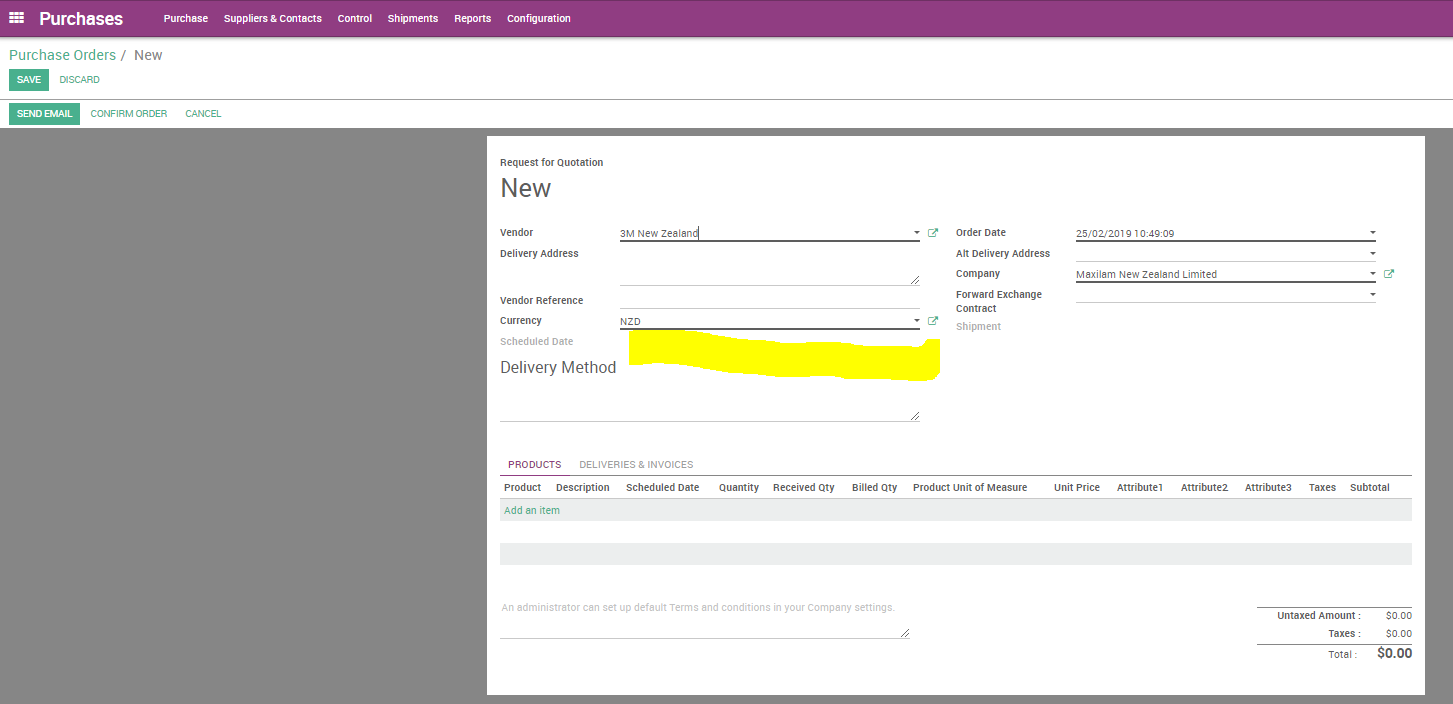 Purchases Purchase Suppliers & Contacts Control Shipments Reports Configuration
Purchase Orders / New
SAVE DISCARD
SEND EMAIL CONFIRM ORDER CANCEL
Request for Quotation
New
Vendor 3M New Zealand Order Date 25/02/2019 10:49:09
Delivery Address Alt Delivery Address
Company Maxilam New Zealand Limited
Vendor Reference Forward Exchange
Contract
Currency NZD
Shipment
Scheduled Date
Delivery Method
PRODUCTS DELIVERIES & INVOICES
Product Description Scheduled Date Quantity Received Qty Billed Qty Product Unit of Measure Unit Price Attribute1 Attribute2 Attribute3 Taxes Subtotal
Add an item
An administrator can set up default Terms and conditions in your Company settings.
Untaxed Amount : $0.00
Taxes : $0.00
Total : $0.00